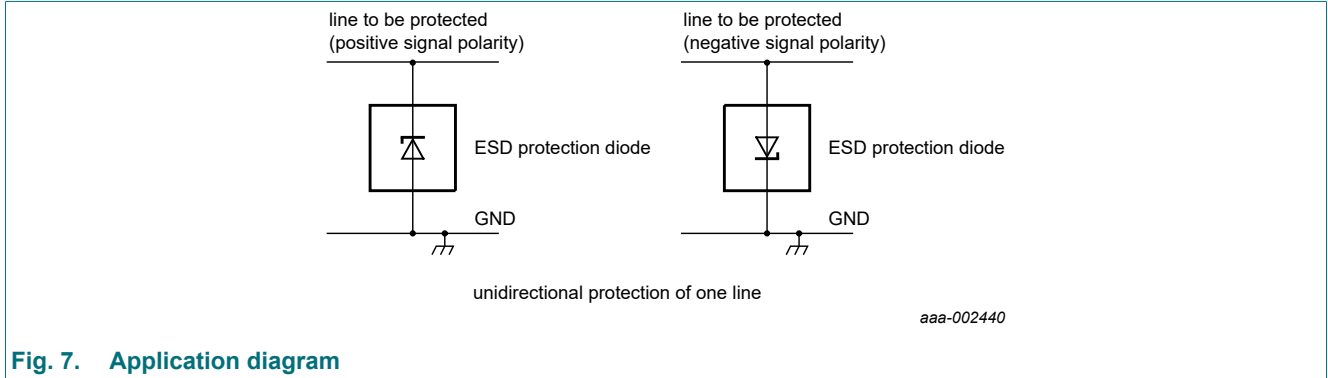 line to be protected
(positive signal polarity)
ESD protection diode
GND
line to be protected
(negative signal polarity)
ESD protection diode
GND
unidirectional protection of one line
aaa-002440
Fig. 7. Application diagram